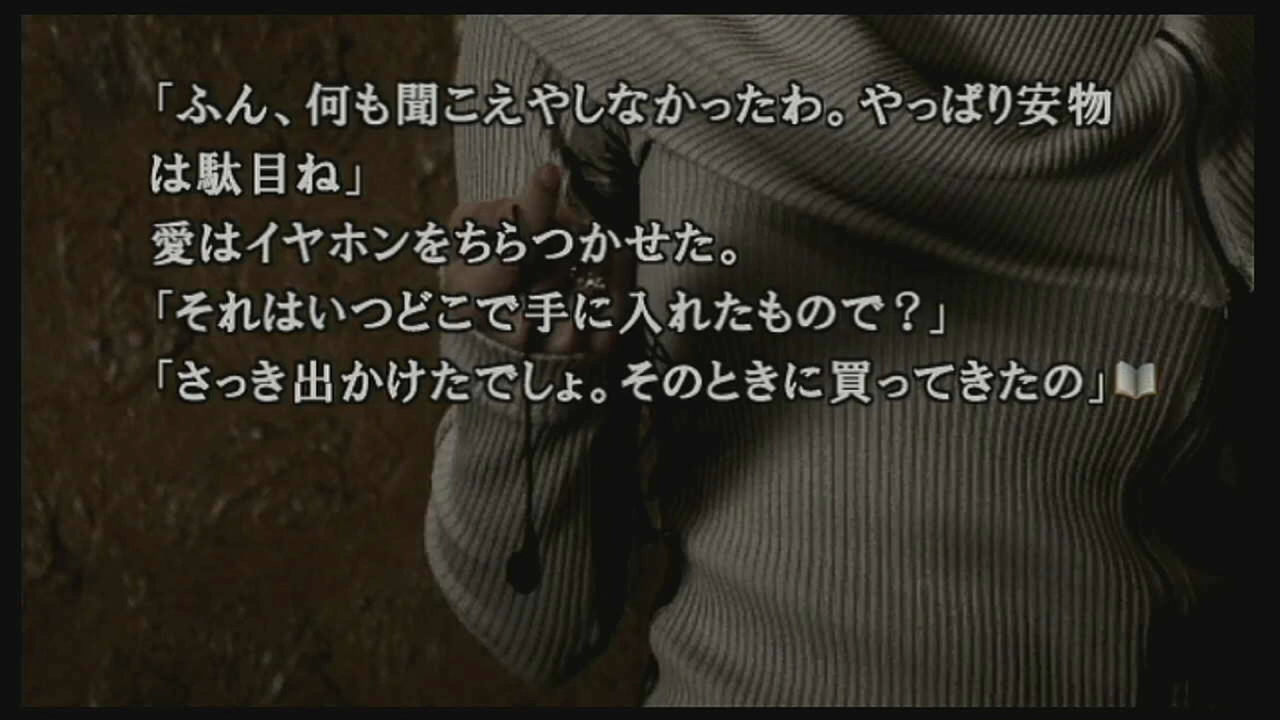 「ふん、何も聞こえやしなかったわ。やっぱり安物
は駄目ね」
愛はイヤホンをちらつかせた。
「それはいつどこで手に入れたもので？」
「さっき出かけたでしょ。そのときに買ってきたの」